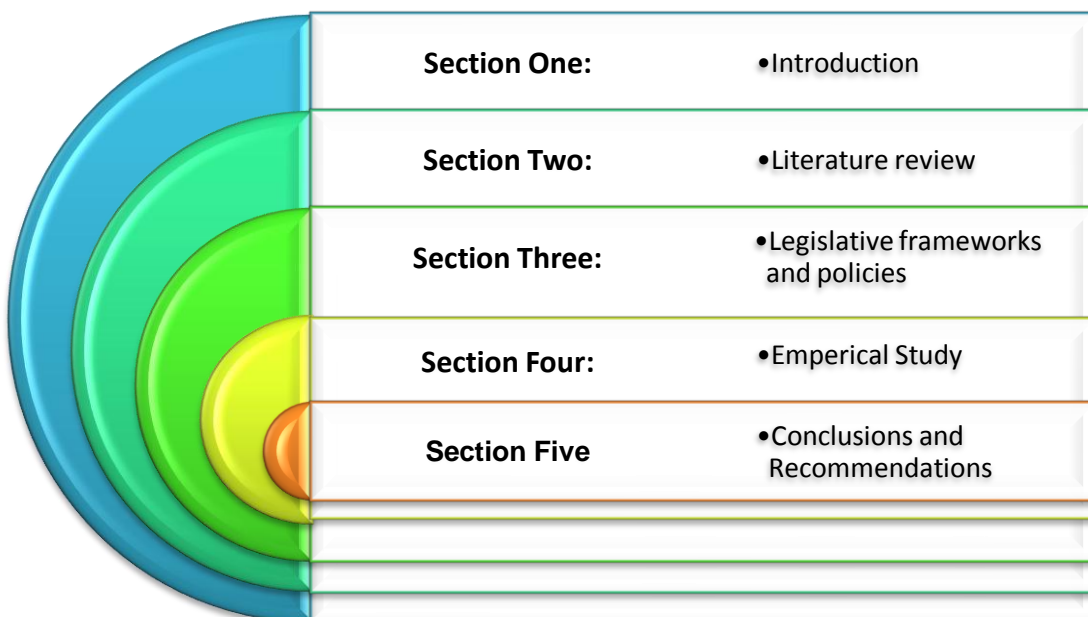 Section One:
•Introduction
Section Two:
•Literature review
Section Three:
•Legislative frameworks
and policies
Section Four:
•Emperical Study
Section Five
•Conclusions and
Recommendations